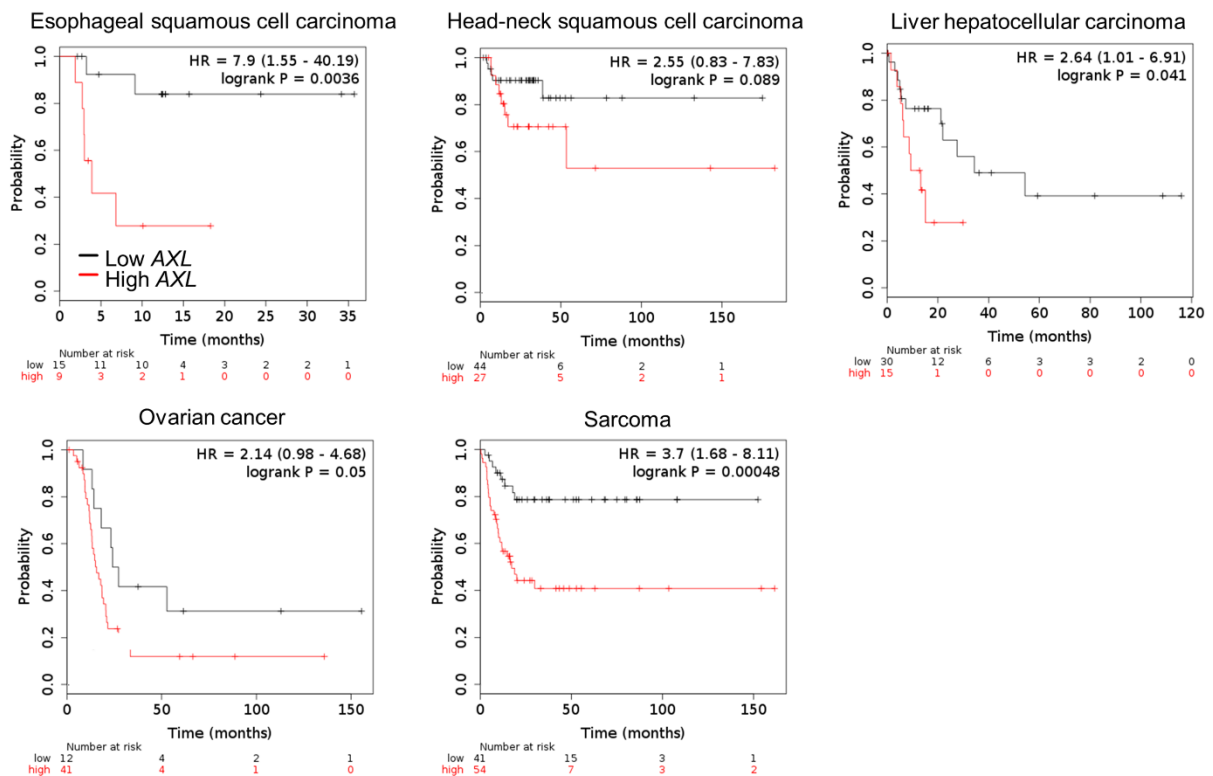 Esophageal squamous cell carcinoma
HR = 7.9 (1.55 - 40.19)
logrank P = 0.0036
Probability
1.0
0.8
0.6
0.4
0.2
0.0
Low AXL
High AXL
0 5 10 15 20 25 30 35
Time (months)
Number at risk
low 15 11 10 4 3 2 2 1
high 9 3 2 1 0 0 0 0
Head-neck squamous cell carcinoma
HR = 2.55 (0.83 - 7.83)
logrank P = 0.089
Probability
1.0
0.8
0.6
0.4
0.2
0.0
0 50 100 150
Time (months)
Number at risk
low 44 6 2 1
high 27 5 2 1
Liver hepatocellular carcinoma
HR = 2.64 (1.01 - 6.91)
logrank P = 0.041
Probability
1.0
0.8
0.6
0.4
0.2
0.0
0 20 40 60 80 100 120
Time (months)
Number at risk
low 30 12 6 3 3 2 0
high 15 1 0 0 0 0 0
Ovarian cancer
HR = 2.14 (0.98 - 4.68)
logrank P = 0.05
Probability
1.0
0.8
0.6
0.4
0.2
0.0
0 50 100 150
Time (months)
Number at risk
low 12 4 2 1
high 41 4 1 0
Sarcoma
HR = 3.7 (1.68 - 8.11)
logrank P = 0.00048
Probability
1.0
0.8
0.6
0.4
0.2
0.0
0 50 100 150
Time (months)
Number at risk
low 41 15 3 1
high 54 7 3 2